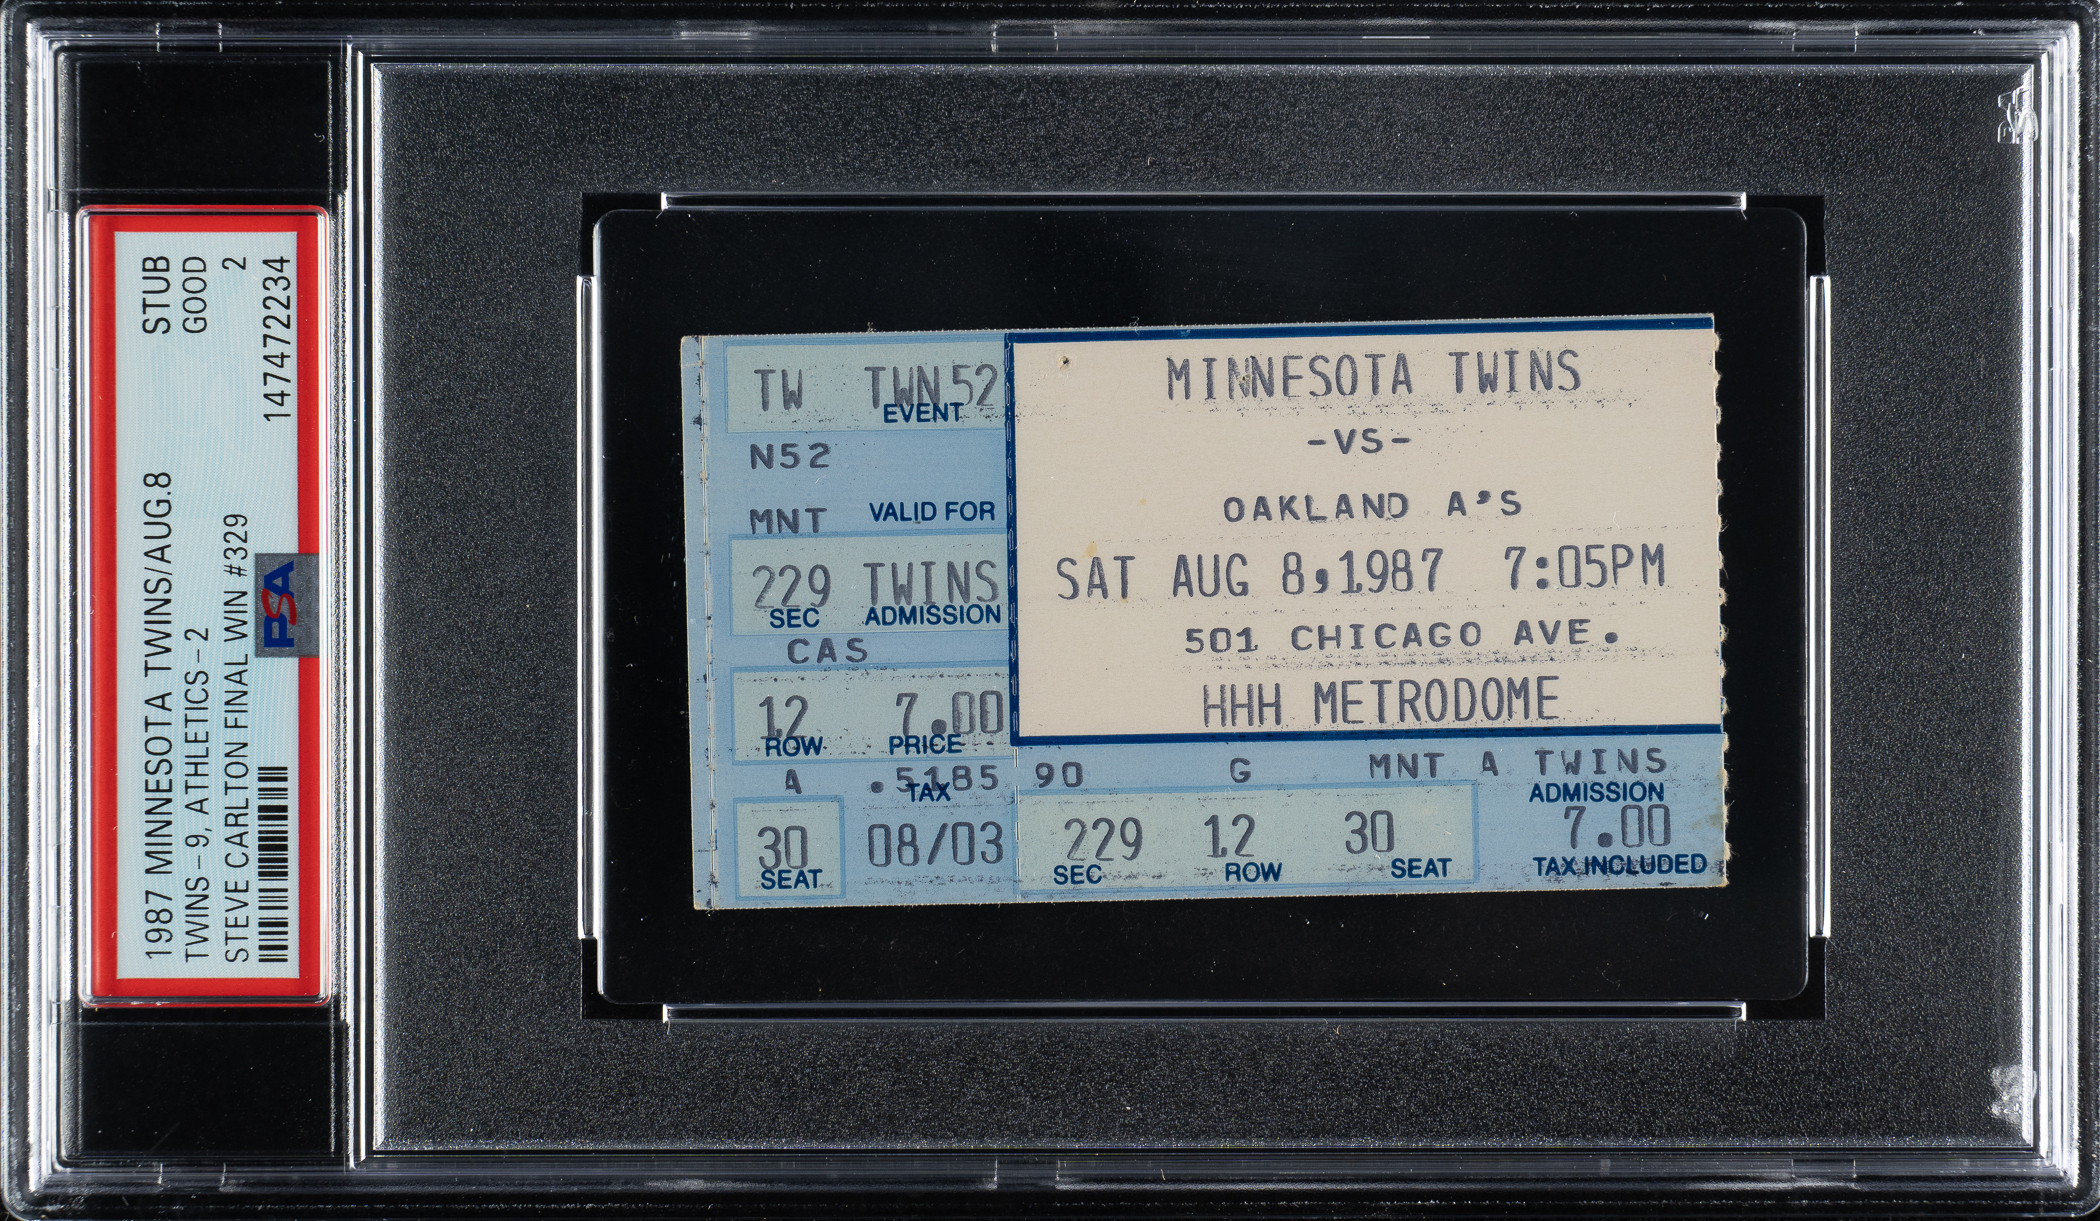 1987 MINNESOTA TWINS/AUG.8 STUB
TWINS-9, ATHLETICS-2 GOOD
STEVE CARLTON FINAL WIN #329 2
PSA 147472234
TW TWN52
EVENT
N52
MNT VALID FOR
229 TWINS
SEC ADMISSION
CAS
12 7.00
ROW PRICE
A .5185
TAX
30 08/03
SEAT
MINNESOTA TWINS
-VS-
OAKLAND A'S
SAT AUG 8,1987 7:05PM
501 CHICAGO AVE.
HHH METRODOME
90 G MNT A TWINS
ADMISSION
229 12 30 7.00
SEC ROW SEAT TAX INCLUDED
PSA